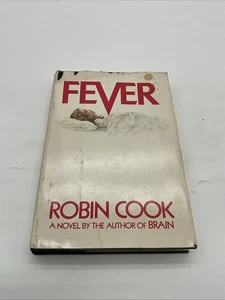 FEVER
ROBIN COOK
A NOVEL BY THE AUTHOR OF BRAIN